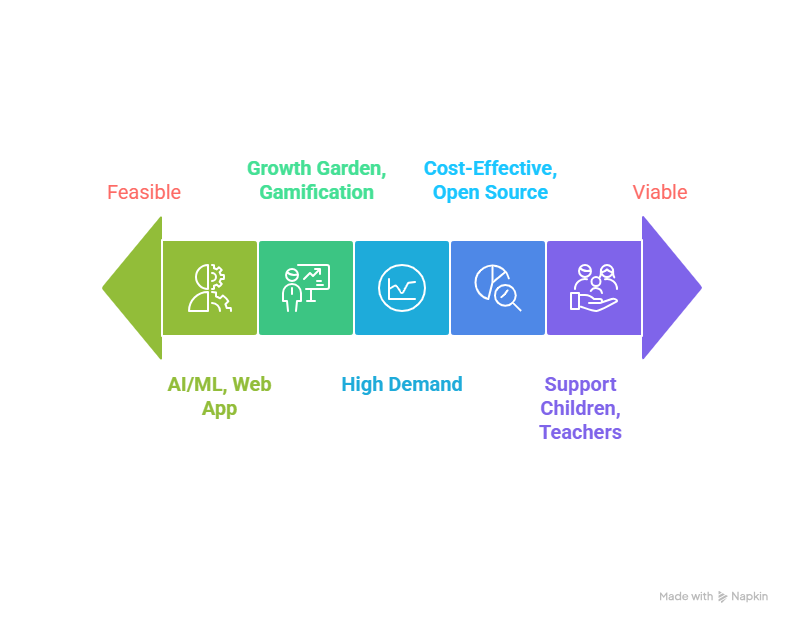 Growth Garden,
Gamification
Cost-Effective,
Open Source
Feasible
Viable
AI/ML, Web
App
High Demand
Support
Children,
Teachers
Made with Napkin